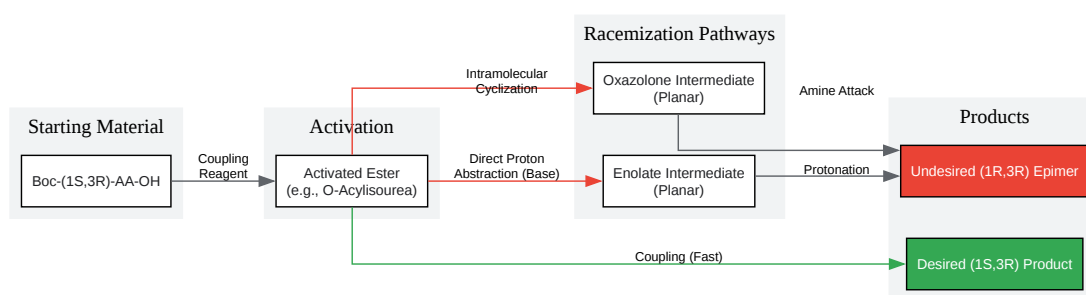 Starting Material
Boc-(1S,3R)-AA-OH
Coupling
Reagent
Activation
Activated Ester
(e.g., O-Acylisourea)
Intramolecular
Cyclization
Direct Proton
Abstraction (Base)
Racemization Pathways
Oxazolone Intermediate
(Planar)
Enolate Intermediate
(Planar)
Amine Attack
Protonation
Coupling (Fast)
Products
Undesired (1R,3R) Epimer
Desired (1S,3R) Product